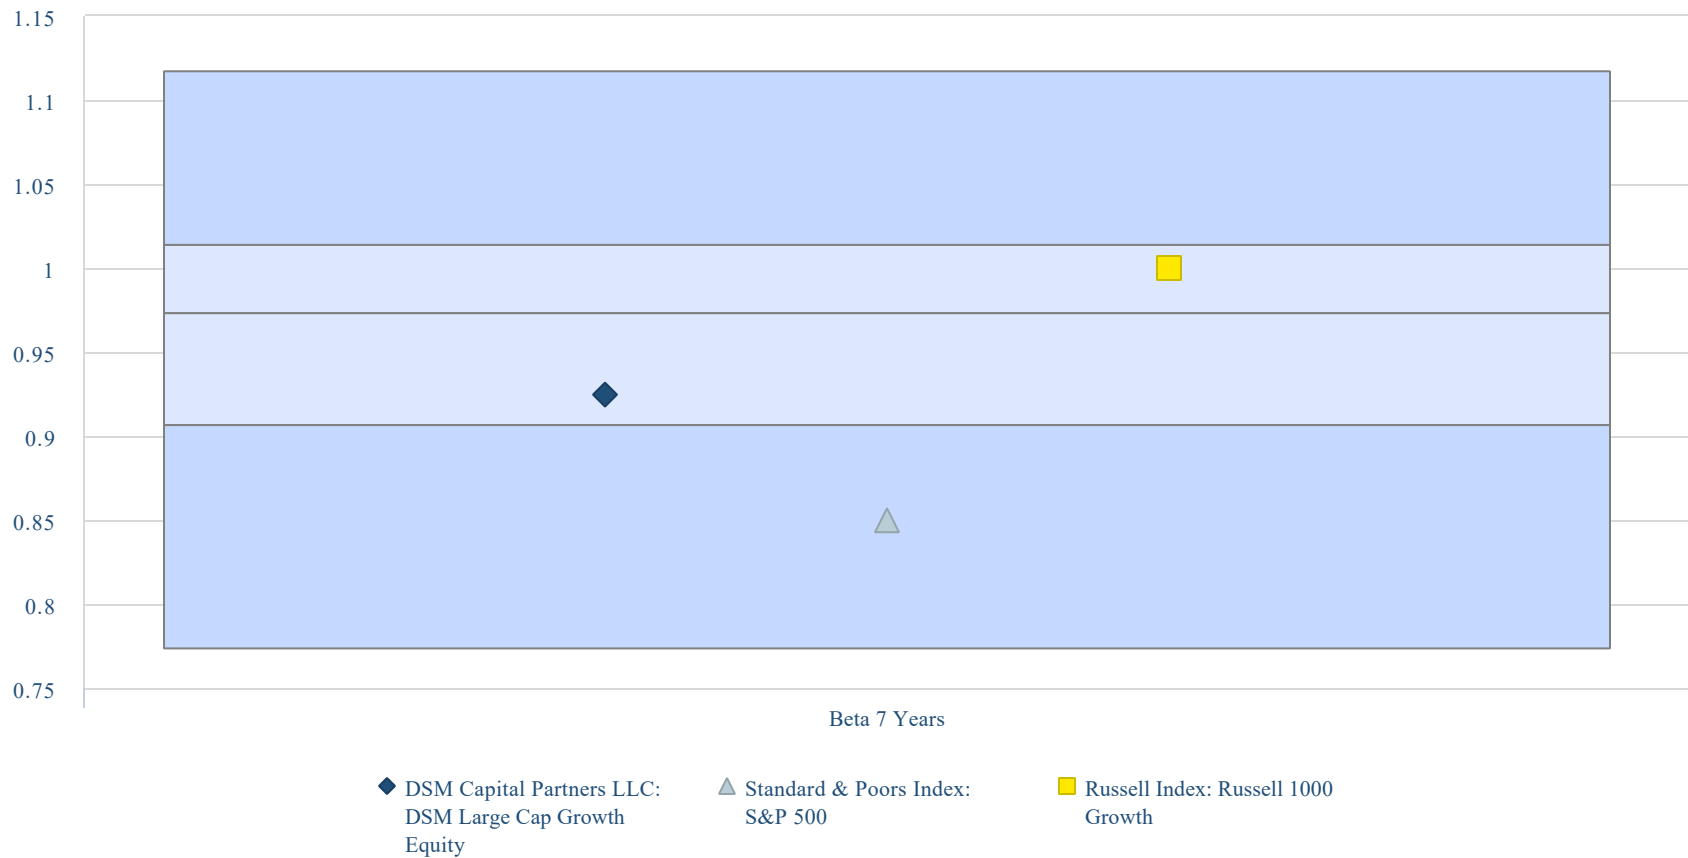 1.15
1.1
1.05
1
0.95
0.9
0.85
0.8
0.75
Beta 7 Years
DSM Capital Partners LLC:
DSM Large Cap Growth
Equity
Standard & Poors Index:
S&P 500
Russell Index: Russell 1000
Growth